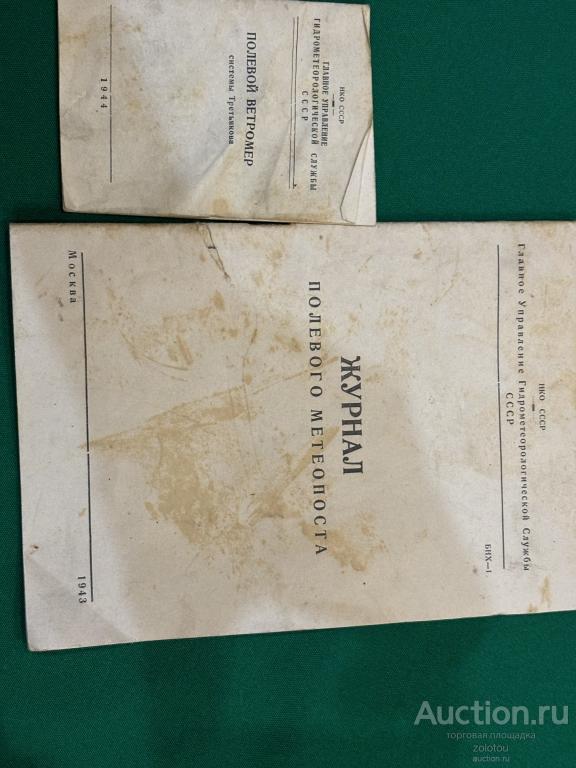 НКО СССР
ГЛАВНОЕ УПРАВЛЕНИЕ
ГИДРОМЕТЕОРОЛОГИЧЕСКОЙ СЛУЖБЫ
СССР
ПОЛЕВОЙ ВЕТРОМЕР
системы Третьякова
1944
НКО СССР
Главное Управление Гидрометеорологической Службы
СССР
БИХ—1
ЖУРНАЛ
ПОЛЕВОГО МЕТЕОПОСТА
Москва 1943
Auction.ru
торговая площадка
zolotou
auction.ru